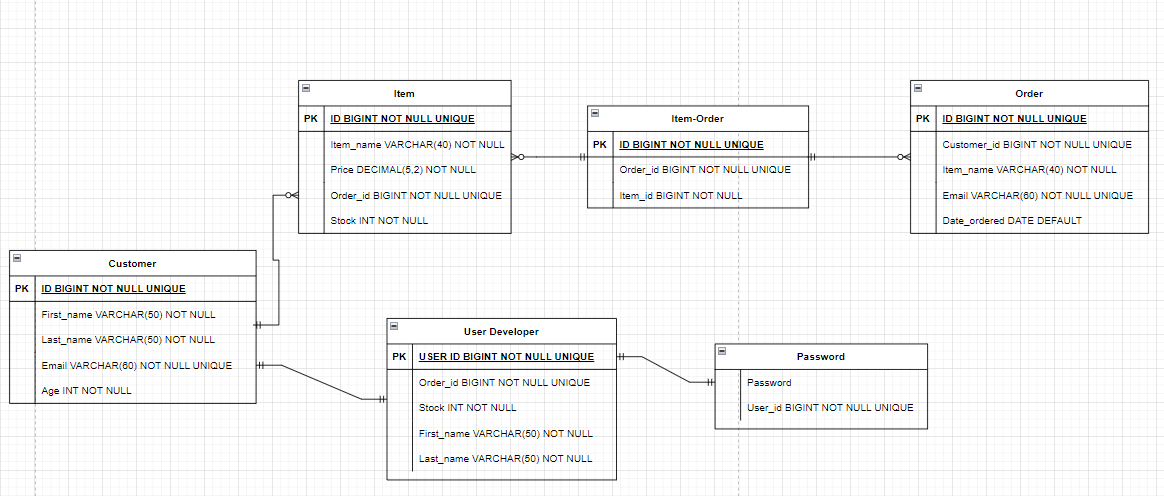 Item
PK ID BIGINT NOT NULL UNIQUE
Item_name VARCHAR(40) NOT NULL
Price DECIMAL(5,2) NOT NULL
Order_id BIGINT NOT NULL UNIQUE
Stock INT NOT NULL
Item-Order
PK ID BIGINT NOT NULL UNIQUE
Order_id BIGINT NOT NULL UNIQUE
Item_id BIGINT NOT NULL
Order
PK ID BIGINT NOT NULL UNIQUE
Customer_id BIGINT NOT NULL UNIQUE
Item_name VARCHAR(40) NOT NULL
Email VARCHAR(60) NOT NULL UNIQUE
Date_ordered DATE DEFAULT
Customer
PK ID BIGINT NOT NULL UNIQUE
First_name VARCHAR(50) NOT NULL
Last_name VARCHAR(50) NOT NULL
Email VARCHAR(60) NOT NULL UNIQUE
Age INT NOT NULL
User Developer
PK USER ID BIGINT NOT NULL UNIQUE
Order_id BIGINT NOT NULL UNIQUE
Stock INT NOT NULL
First_name VARCHAR(50) NOT NULL
Last_name VARCHAR(50) NOT NULL
Password
Password
User_id BIGINT NOT NULL UNIQUE